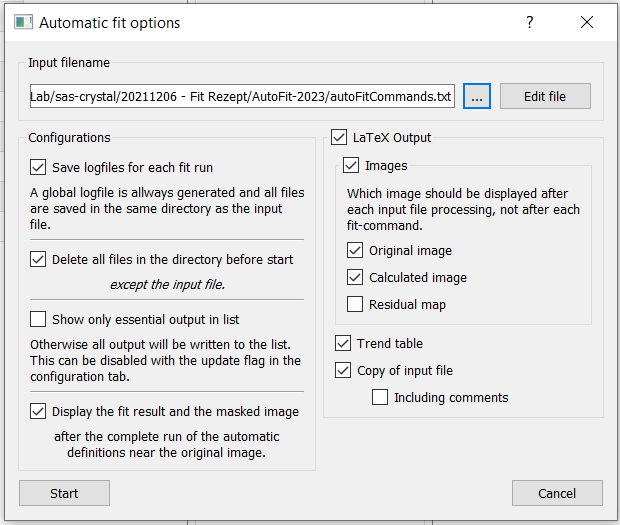 Automatic fit options
Input filename
Lab/sas-crystal/20211206 - Fit Rezept/AutoFit-2023/autoFitCommands.txt
...
Edit file
Configurations
Save logfiles for each fit run
A global logfile is allways generated and all files
are saved in the same directory as the input
file.
Delete all files in the directory before start
except the input file.
Show only essential output in list
Otherwise all output will be written to the list.
This can be disabled with the update flag in the
configuration tab.
Display the fit result and the masked image
after the complete run of the automatic
definitions near the original image.
LaTeX Output
Images
Which image should be displayed after
each input file processing, not after each
fit-command.
Original image
Calculated image
Residual map
Trend table
Copy of input file
Including comments
Start
Cancel